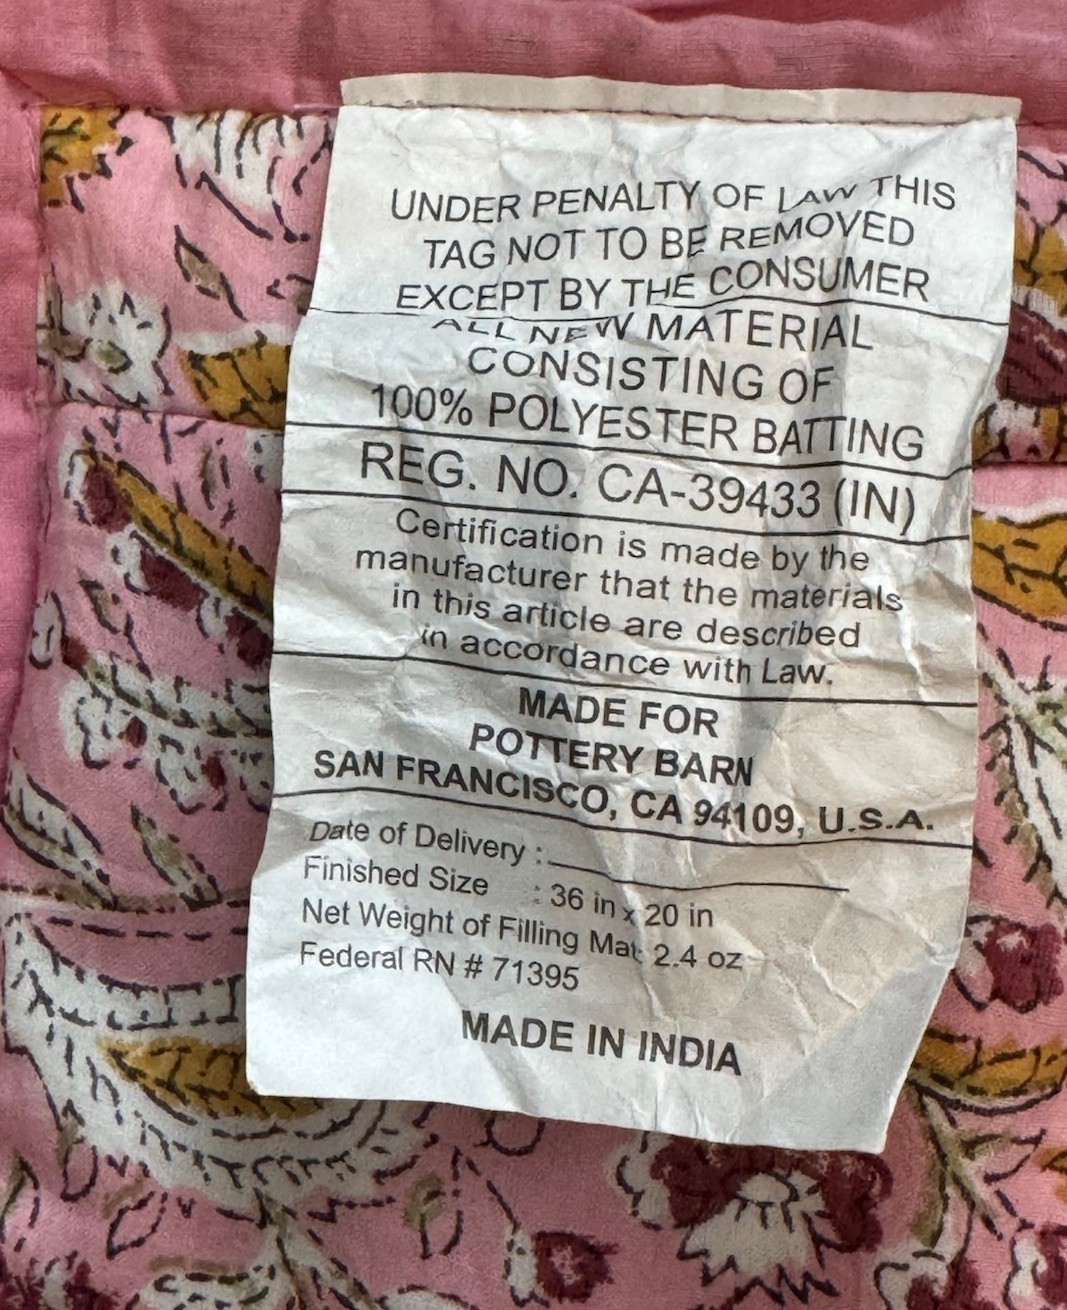 UNDER PENALTY OF LAW THIS
TAG NOT TO BE REMOVED
EXCEPT BY THE CONSUMER
ALL NEW MATERIAL
CONSISTING OF
100% POLYESTER BATTING
REG. NO. CA-39433 (IN)
Certification is made by the
manufacturer that the materials
in this article are described
in accordance with Law.
MADE FOR
POTTERY BARN
SAN FRANCISCO, CA 94109, U.S.A.
Date of Delivery :
Finished Size : 36 in x 20 in
Net Weight of Filling Mat: 2.4 oz
Federal RN # 71395
MADE IN INDIA